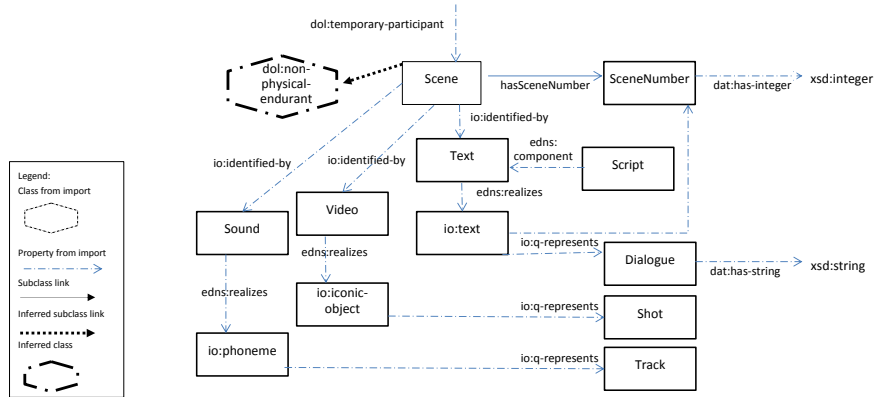 dol:temporary-participant
dol:non-
physical-
endurant
Scene
hasSceneNumber
SceneNumber
dat:has-integer
xsd:integer
io:identified-by
io:identified-by
io:identified-by
Text
edns:
component
Script
edns:realizes
Sound
Video
io:text
io:q-represents
Dialogue
dat:has-string
xsd:string
edns:realizes
edns:realizes
io:iconic-
object
io:q-represents
Shot
io:phoneme
io:q-represents
Track
Legend:
Class from import
Property from import
Subclass link
Inferred subclass link
Inferred class